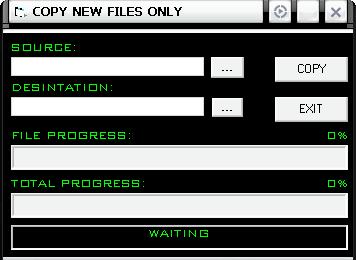 COPY NEW FILES ONLY
SOURCE:
...
COPY
DESINTATION:
...
EXIT
FILE PROGRESS: 0%
TOTAL PROGRESS: 0%
WAITING